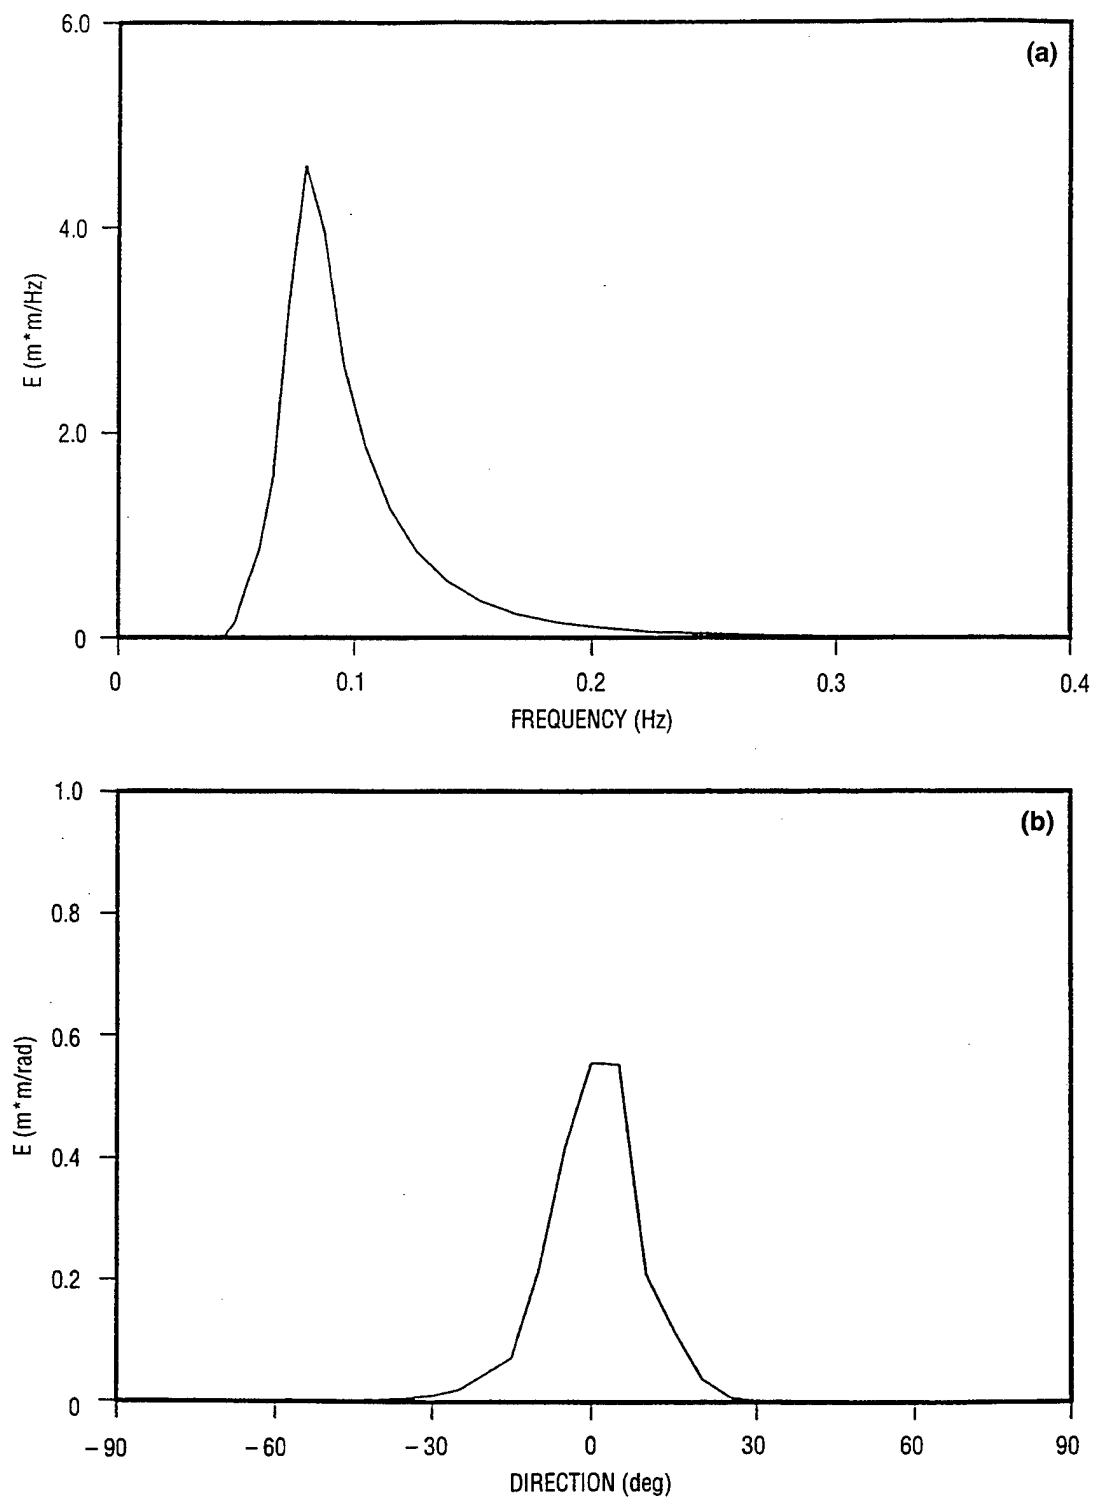 6.0
(a)
4.0
E (m*m/Hz)
2.0
0
0 0.1 0.2 0.3 0.4
FREQUENCY (Hz)
1.0
(b)
0.8
0.6
E (m*m/rad)
0.4
0.2
0
−90 −60 −30 0 30 60 90
DIRECTION (deg)